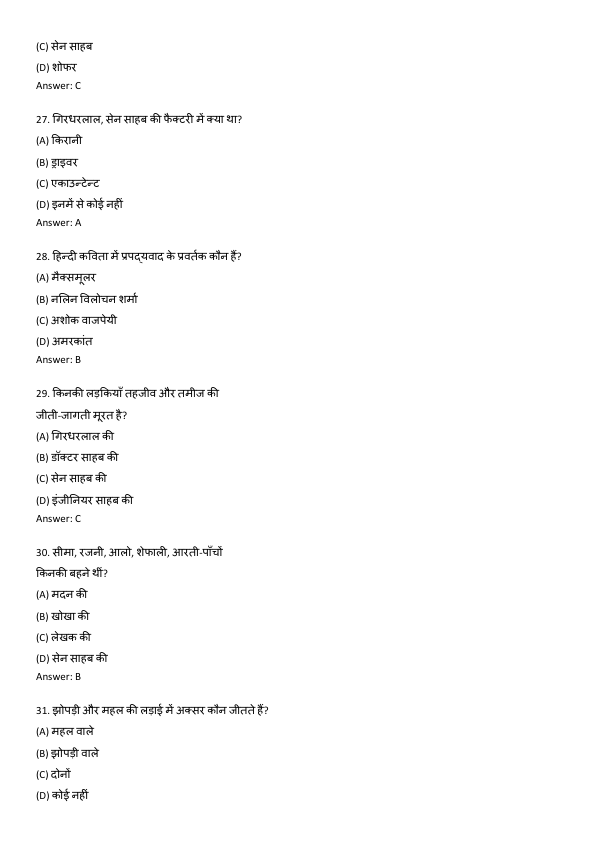 (C) सेन साहब
(D) शोफर
Answer: C
27. गिरधरलाल, सेन साहब की फैक्टरी में क्या था?
(A) किरानी
(B) ड्राइवर
(C) एकाउन्टेन्ट
(D) इनमें से कोई नहीं
Answer: A
28. हिन्दी कविता में प्रपद्यवाद के प्रवर्तक कौन हैं?
(A) मैक्समूलर
(B) नलिन विलोचन शर्मा
(C) अशोक वाजपेयी
(D) अमरकांत
Answer: B
29. किनकी लड़कियाँ तहजीव और तमीज की
जीती-जागती मूरत है?
(A) गिरधरलाल की
(B) डॉक्टर साहब की
(C) सेन साहब की
(D) इंजीनियर साहब की
Answer: C
30. सीमा, रजनी, आलो, शेफाली, आरती-पाँचों
किनकी बहने थीं?
(A) मदन की
(B) खोखा की
(C) लेखक की
(D) सेन साहब की
Answer: B
31. झोपड़ी और महल की लड़ाई में अक्सर कौन जीतते हैं?
(A) महल वाले
(B) झोपड़ी वाले
(C) दोनों
(D) कोई नहीं